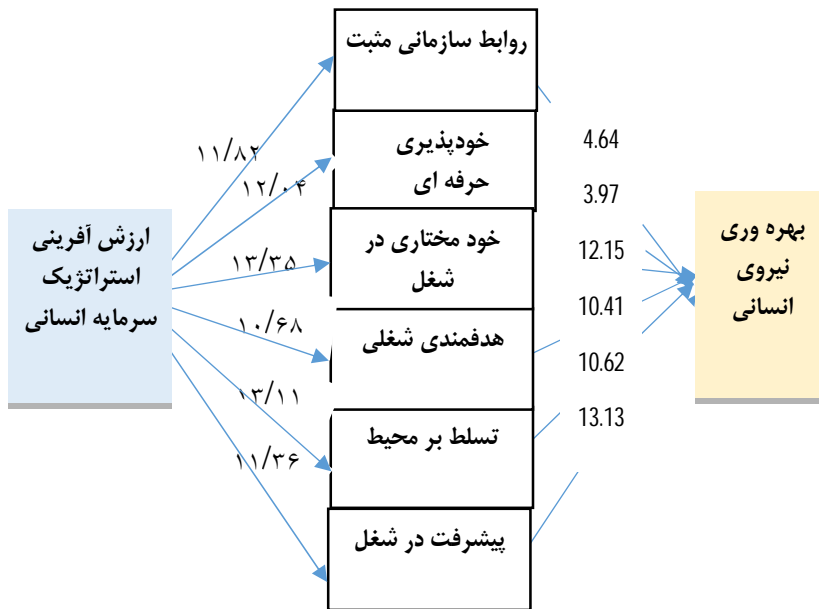 روابط سازمانی مثبت
خودپذیری
حرفه ای
خود مختاری در
شغل
هدفمندی شغلی
تسلط بر محیط
پیشرفت در شغل
ارزش آفرینی
استراتژیک
سرمایه انسانی
بهره وری
نیروی
انسانی
۱۱/۸۲
۱۲/۰۴
۱۳/۳۵
۱۰/۶۸
۱۳/۱۱
۱۱/۳۶
4.64
3.97
12.15
10.41
10.62
13.13